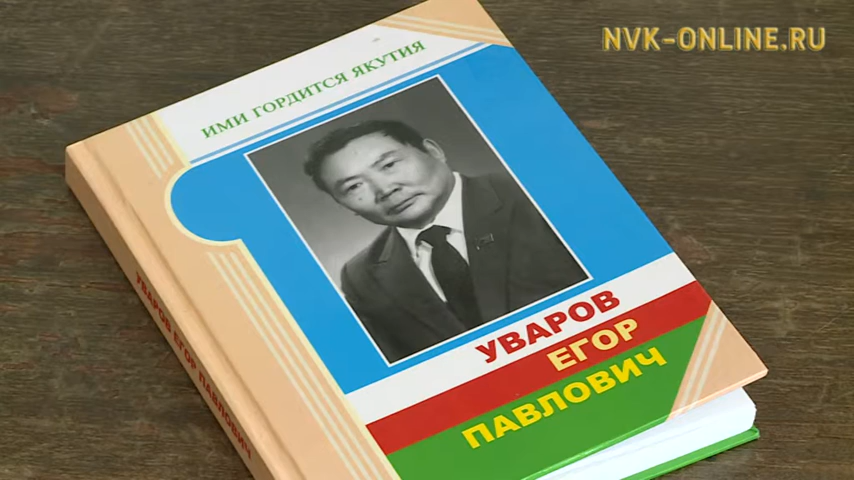 NVK-ONLINE.RU
ИМИ ГОРДИТСЯ ЯКУТИЯ
УВАРОВ
ЕГОР
ПАВЛОВИЧ
УВАРОВ ЕГОР ПАВЛОВИЧ